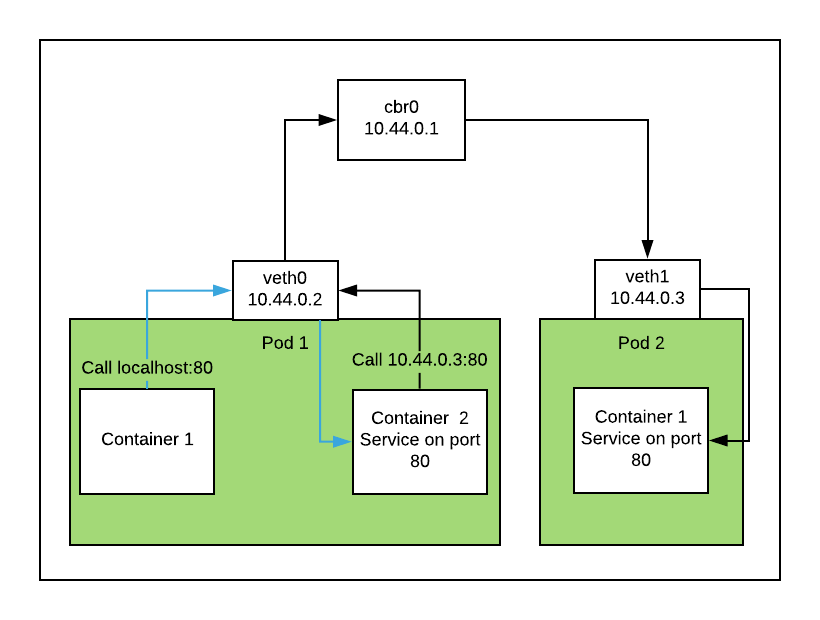 cbr0
10.44.0.1
veth0
10.44.0.2
veth1
10.44.0.3
Pod 1
Pod 2
Call localhost:80
Call 10.44.0.3:80
Container 1
Container  2
Service on port
80
Container 1
Service on port
80